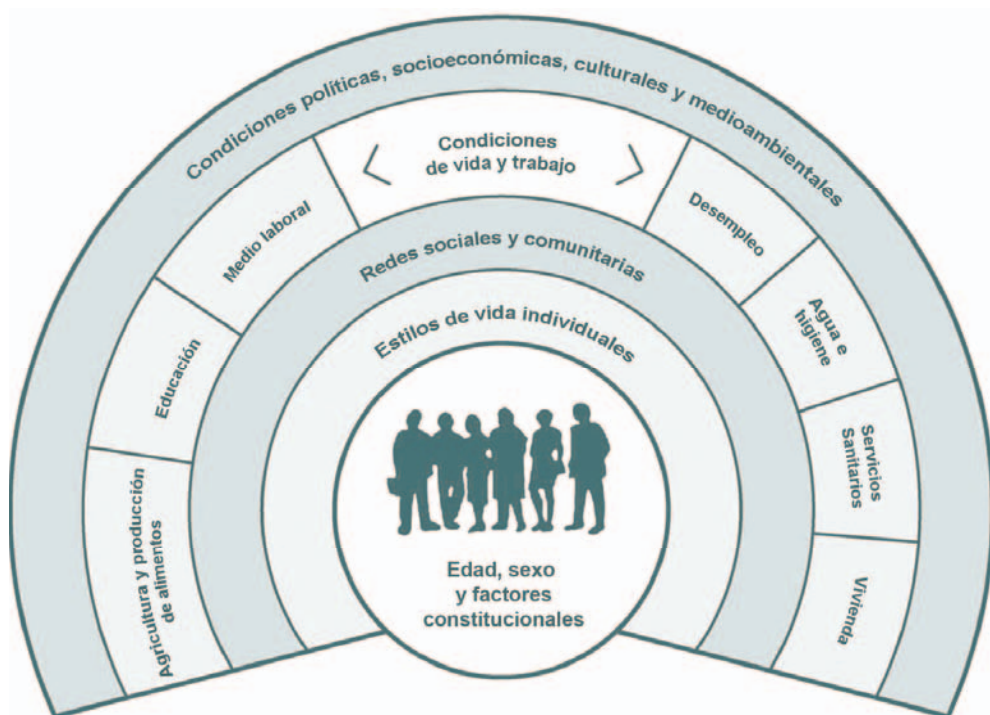 Condiciones políticas, socioeconómicas, culturales y medioambientales
Condiciones
de vida y trabajo
Agricultura y producción
de alimentos
Educación
Medio laboral
Desempleo
Agua e
higiene
Servicios
Sanitarios
Vivienda
Redes sociales y comunitarias
Estilos de vida individuales
Edad, sexo
y factores
constitucionales